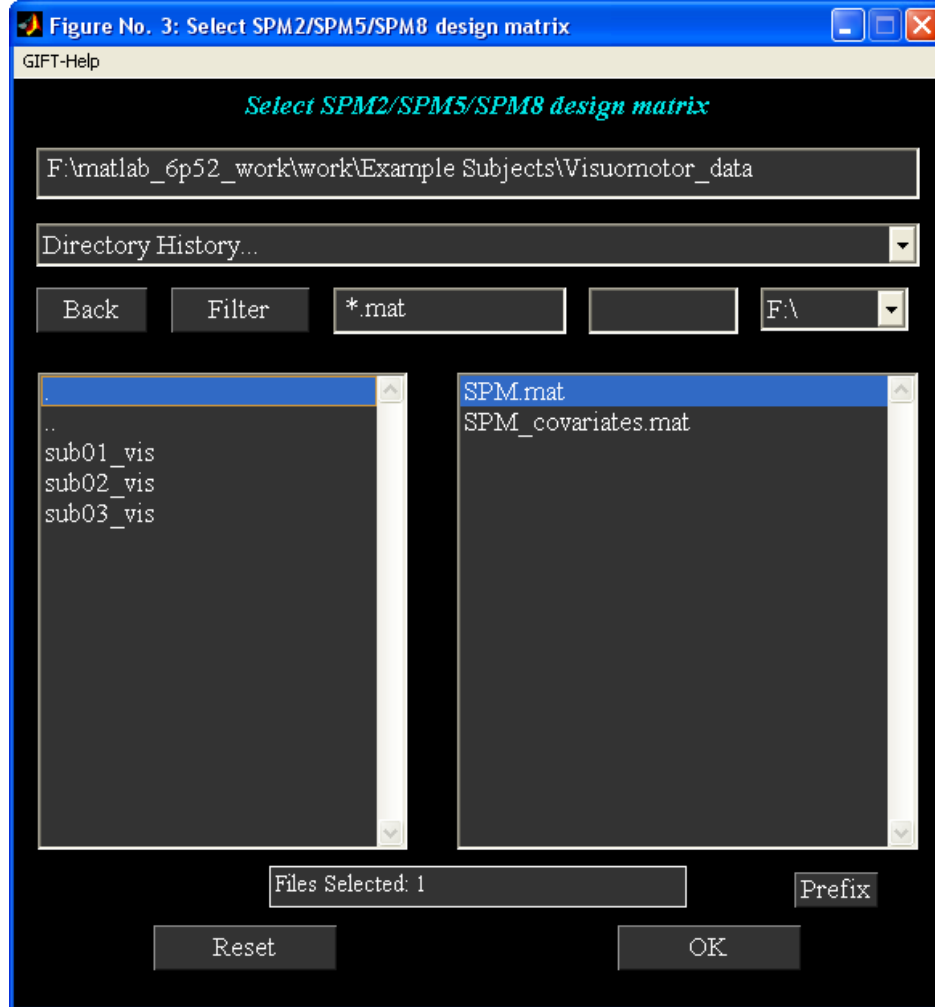 Figure No. 3: Select SPM2/SPM5/SPM8 design matrix
GIFT-Help
Select SPM2/SPM5/SPM8 design matrix
F:\matlab_6p52_work\work\Example Subjects\Visuomotor_data
Directory History...
Back Filter *.mat F:\
.
..
sub01_vis
sub02_vis
sub03_vis
SPM.mat
SPM_covariates.mat
Files Selected: 1
Prefix
Reset OK